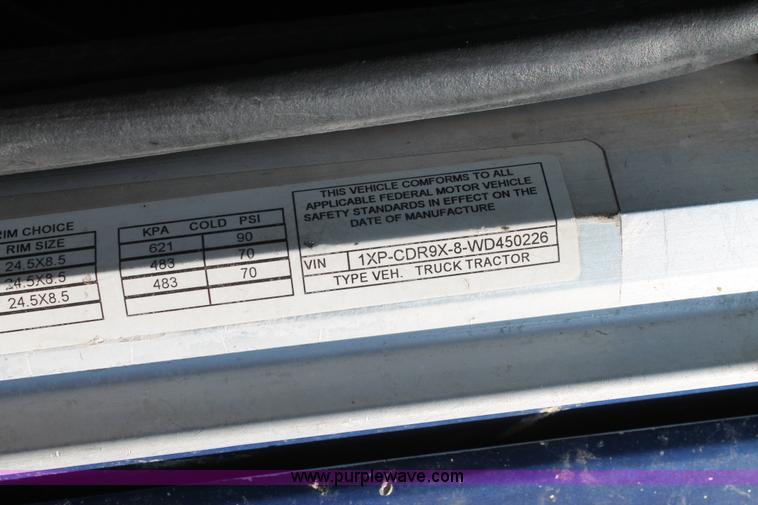 RIM CHOICE
RIM SIZE
24.5X8.5
24.5X8.5
24.5X8.5
KPA COLD PSI
621 90
483 70
483 70
THIS VEHICLE COMFORMS TO ALL
APPLICABLE FEDERAL MOTOR VEHICLE
SAFETY STANDARDS IN EFFECT ON THE
DATE OF MANUFACTURE
VIN 1XP-CDR9X-8-WD450226
TYPE VEH. TRUCK TRACTOR
www.purplewave.com